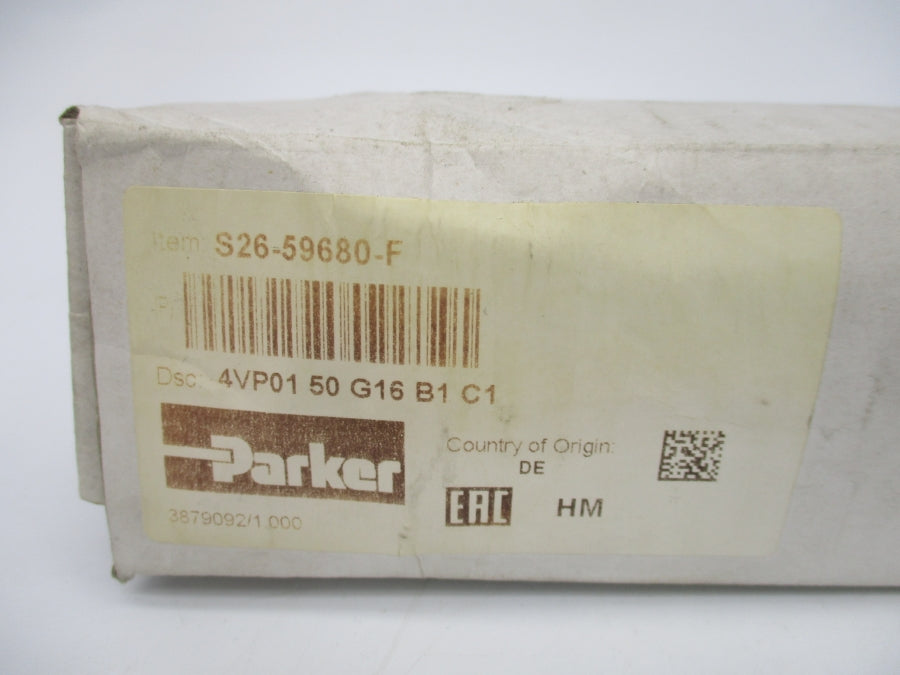 Item: S26-59680-F
Dsc: 4VP01 50 G16 B1 C1
Parker
Country of Origin:
DE
3879092/1.000
EAC
HM